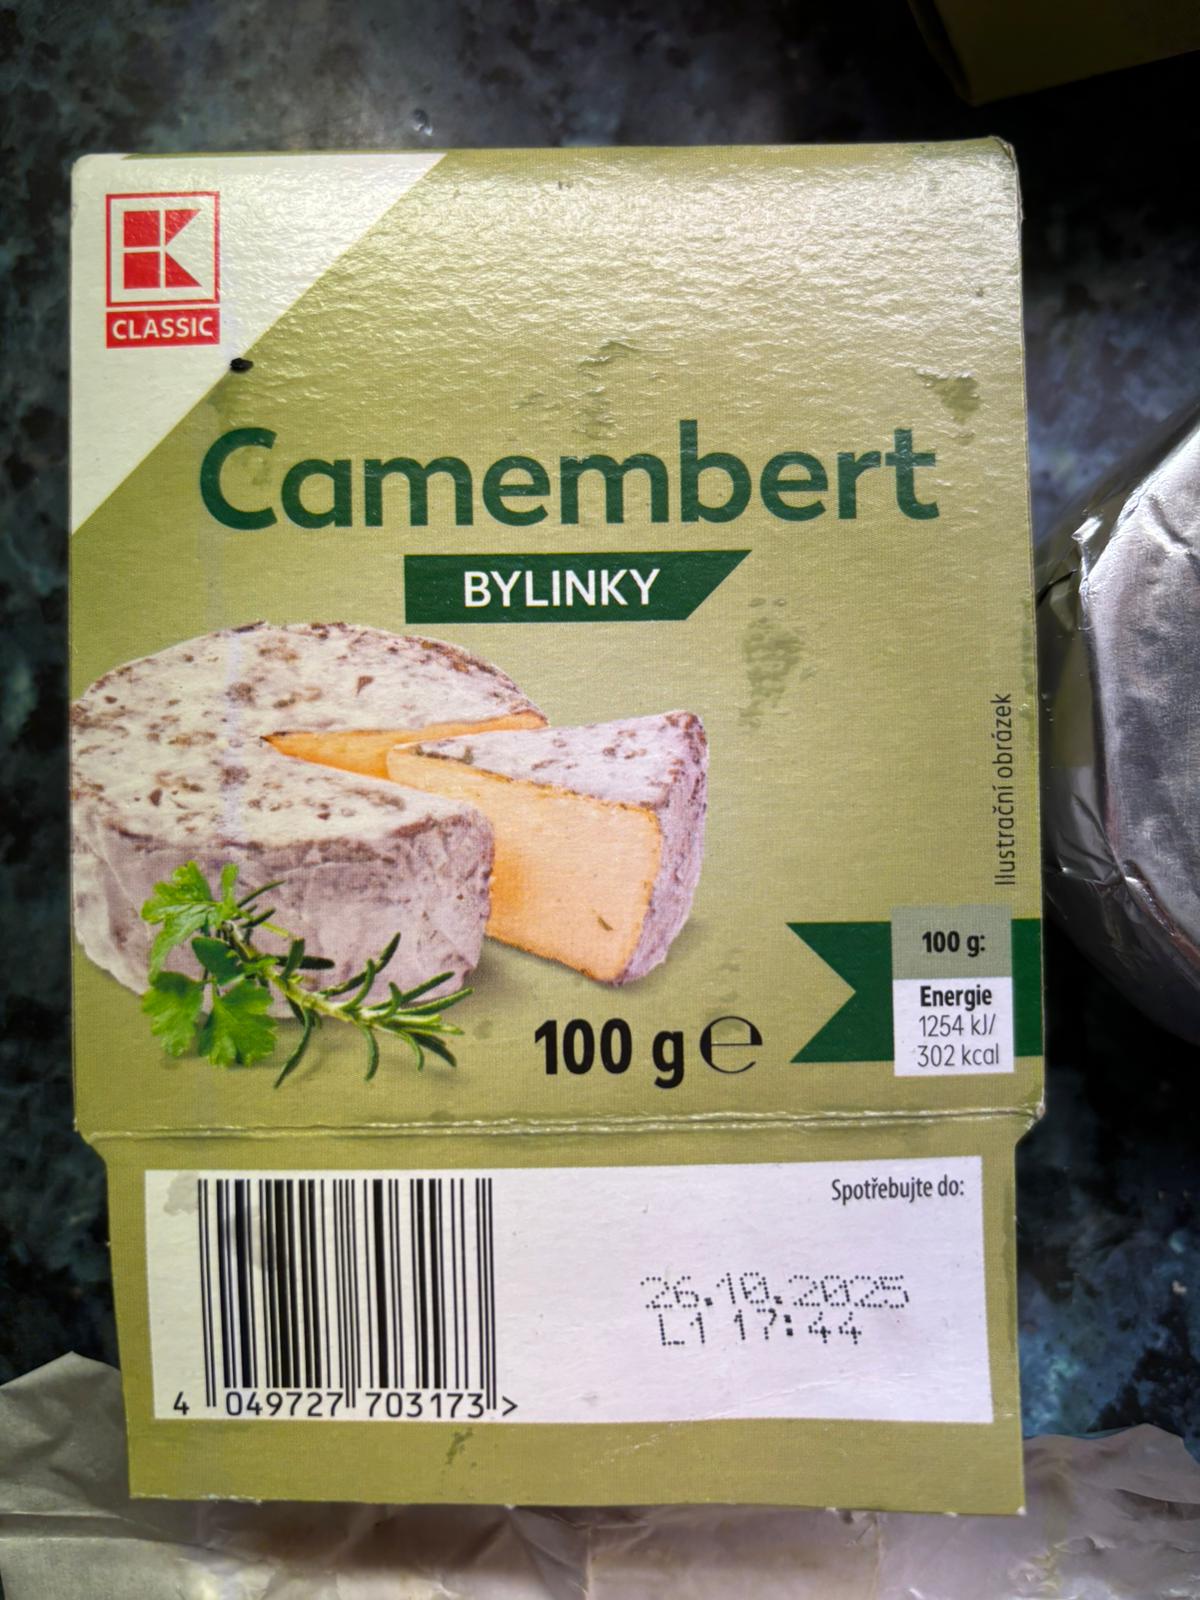 K
CLASSIC
Camembert
BYLINKY
Ilustrační obrázek
100 g:
Energie
1254 kJ/
302 kcal
100 g ℮
Spotřebujte do:
26.10.2025
L1 17:44
4 049727 703173 >